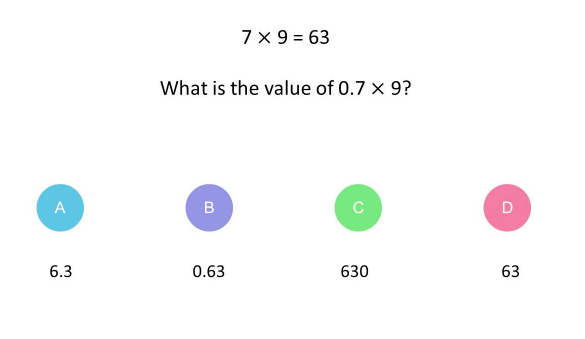 7 × 9 = 63
What is the value of 0.7 × 9?
A B C D
6.3 0.63 630 63